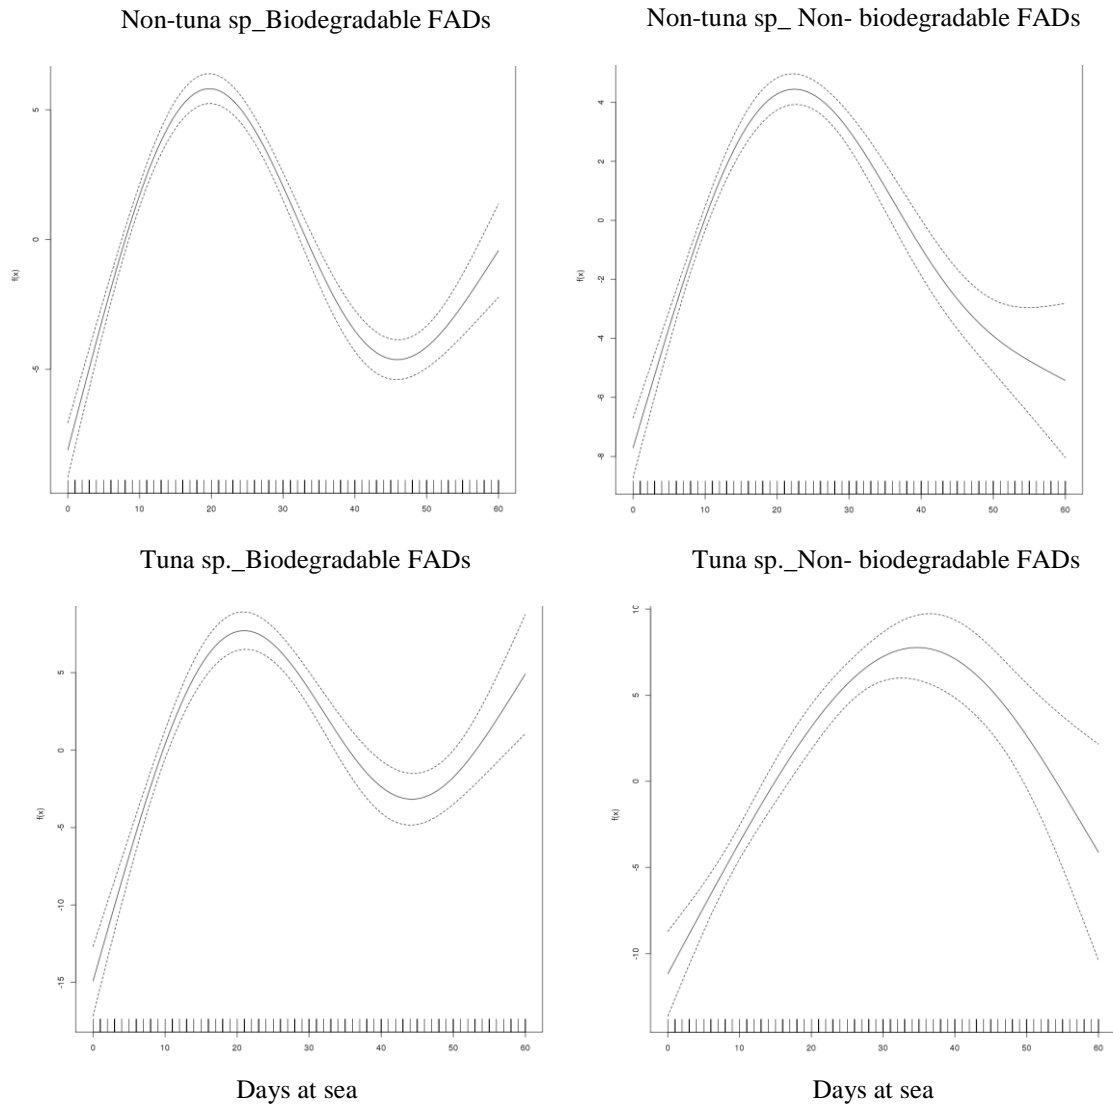 Non-tuna sp_Biodegradable FADs
Non-tuna sp_ Non- biodegradable FADs
5
0
-5
f(x)
0 10 20 30 40 50 60
4
2
0
-2
-4
-6
-8
f(x)
0 10 20 30 40 50 60
Tuna sp._Biodegradable FADs
Tuna sp._Non- biodegradable FADs
5
0
-5
-10
-15
f(x)
0 10 20 30 40 50 60
10
5
0
-5
-10
f(x)
0 10 20 30 40 50 60
Days at sea
Days at sea